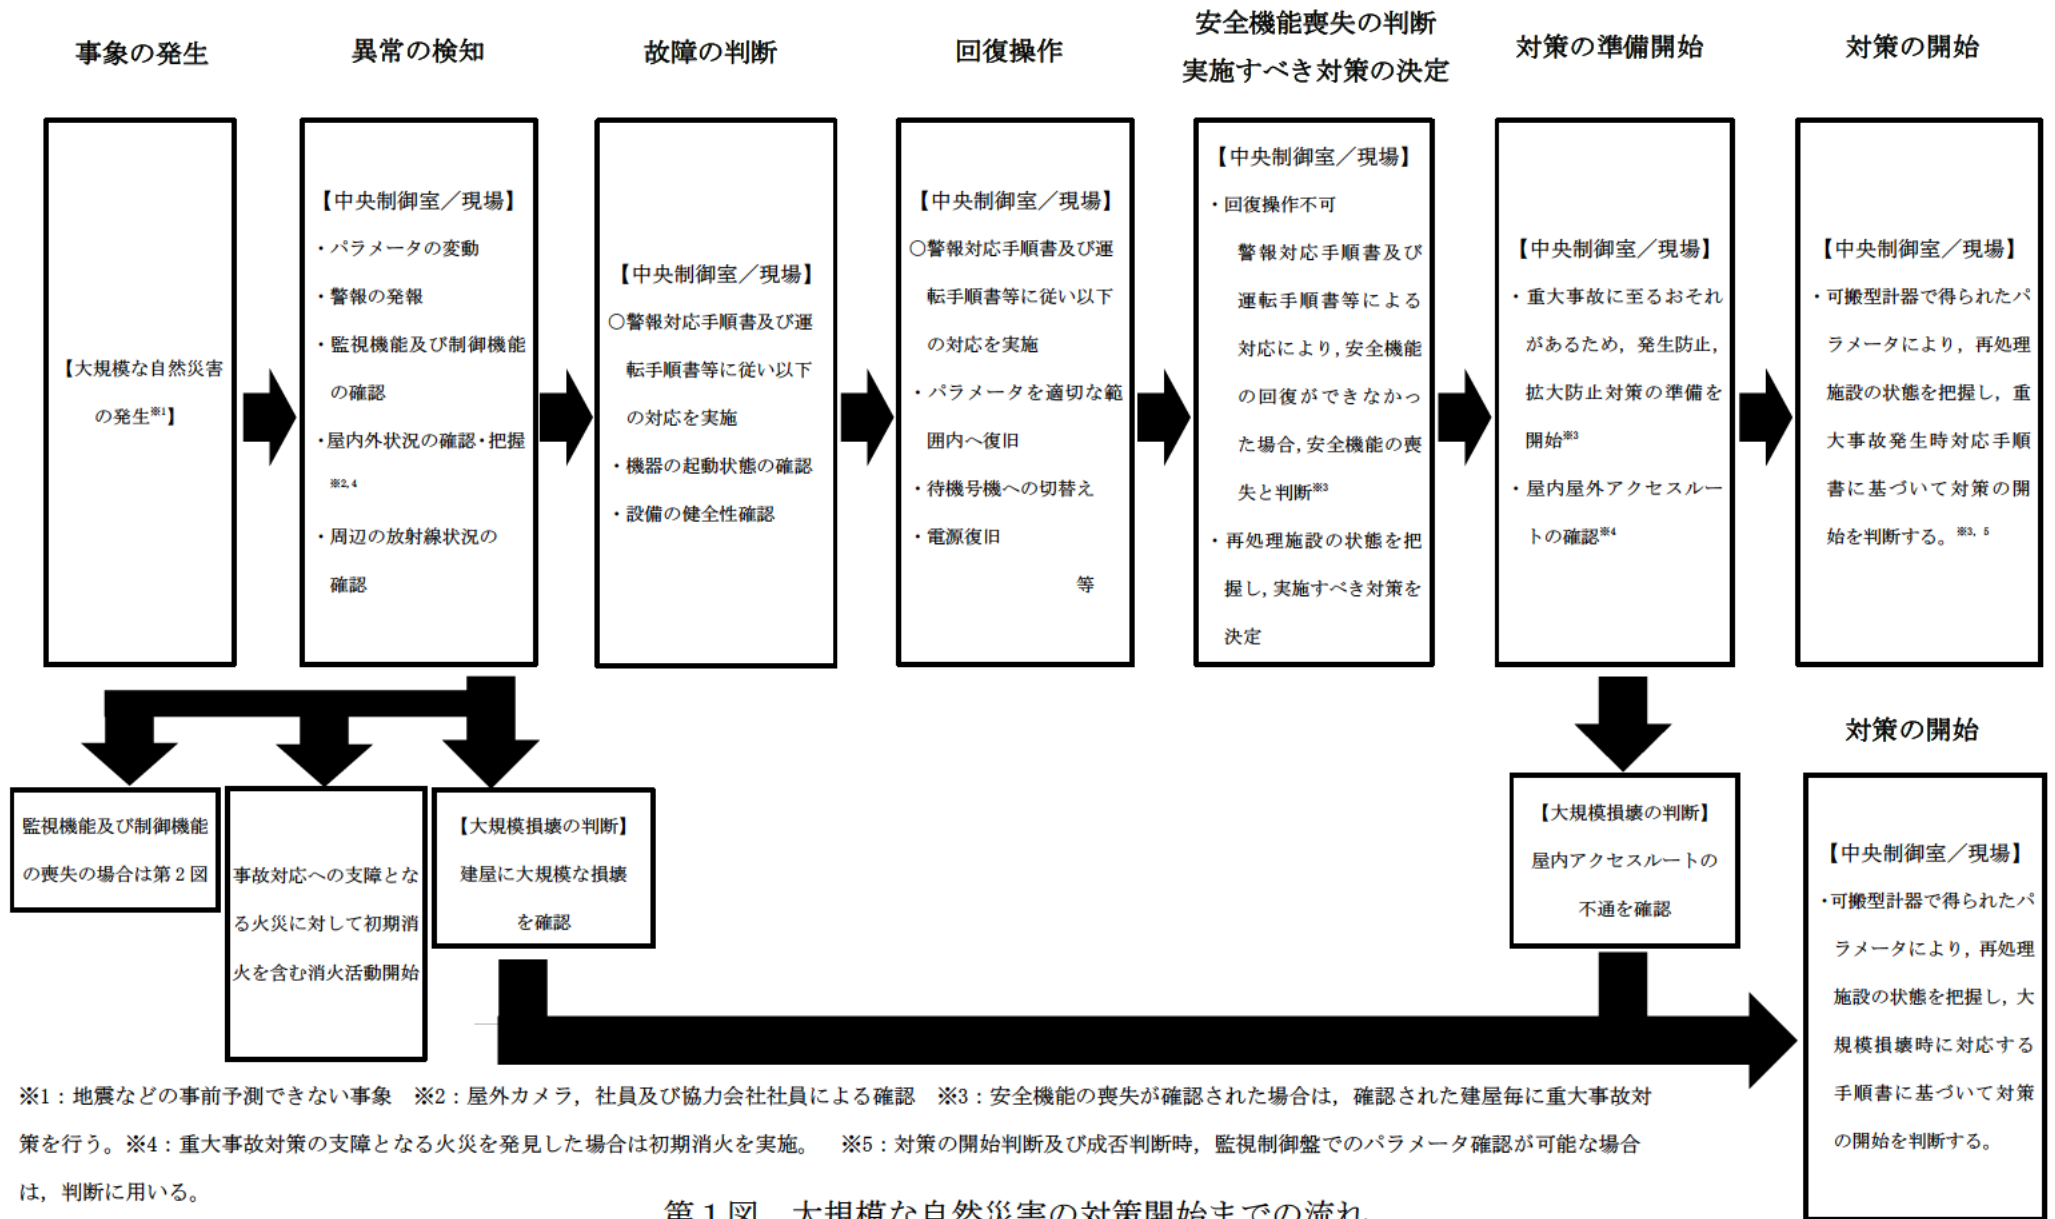 事象の発生
異常の検知
故障の判断
回復操作
安全機能喪失の判断
実施すべき対策の決定
対策の準備開始
対策の開始
【大規模な自然災害
の発生※1】
【中央制御室／現場】
・パラメータの変動
・警報の発報
・監視機能及び制御機能
の確認
・屋内外状況の確認・把握
※2,4
・周辺の放射線状況の
確認
【中央制御室／現場】
〇警報対応手順書及び運
転手順書等に従い以下
の対応を実施
・機器の起動状態の確認
・設備の健全性確認
【中央制御室／現場】
〇警報対応手順書及び運
転手順書等に従い以下
の対応を実施
・パラメータを適切な範
囲内へ復旧
・待機号機への切替え
・電源復旧
等
【中央制御室／現場】
・回復操作不可
警報対応手順書及び
運転手順書等による
対応により，安全機能
の回復ができなかっ
た場合，安全機能の喪
失と判断※3
・再処理施設の状態を把
握し，実施すべき対策を
決定
【中央制御室／現場】
・重大事故に至るおそれ
があるため，発生防止，
拡大防止対策の準備を
開始※3
・屋内屋外アクセスルー
トの確認※4
【中央制御室／現場】
・可搬型計器で得られたパ
ラメータにより，再処理
施設の状態を把握し，重
大事故発生時対応手順
書に基づいて対策の開
始を判断する。※3，5
監視機能及び制御機能
の喪失の場合は第２図
事故対応への支障とな
る火災に対して初期消
火を含む消火活動開始
【大規模損壊の判断】
建屋に大規模な損壊
を確認
【大規模損壊の判断】
屋内アクセスルートの
不通を確認
対策の開始
【中央制御室／現場】
・可搬型計器で得られたパ
ラメータにより，再処理
施設の状態を把握し，大
規模損壊時に対応する
手順書に基づいて対策
の開始を判断する。
※1：地震などの事前予測できない事象　※2：屋外カメラ，社員及び協力会社社員による確認　※3：安全機能の喪失が確認された場合は，確認された建屋毎に重大事故対
策を行う。※4：重大事故対策の支障となる火災を発見した場合は初期消火を実施。　※5：対策の開始判断及び成否判断時，監視制御盤でのパラメータ確認が可能な場合
は，判断に用いる。
第１図　大規模な自然災害の対策開始までの流れ